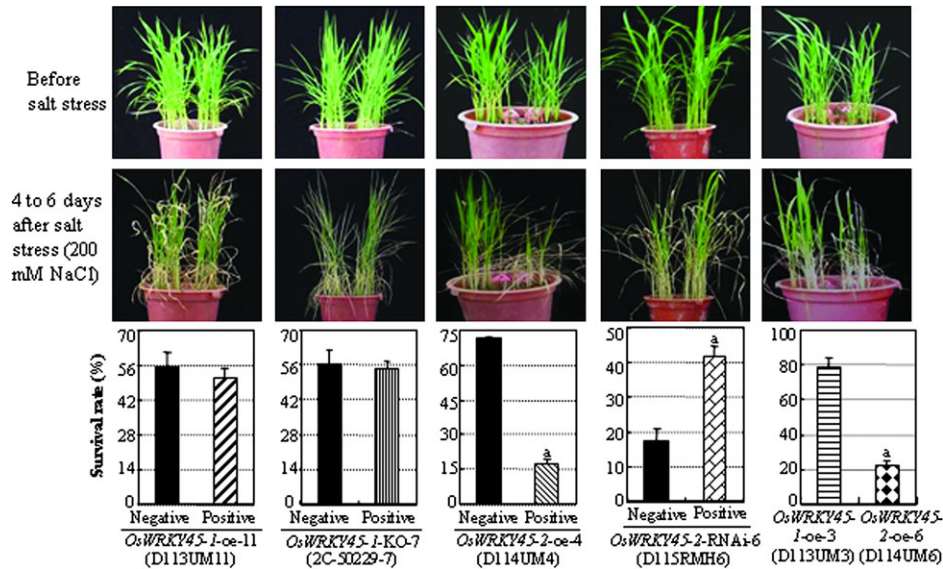 Before
salt stress
4 to 6 days
after salt
stress (200
mM NaCl)
Survival rate (%)
70
56
42
28
14
0
Negative Positive
OsWRKY45-1-oe-11
(D113UM11)
70
56
42
28
14
0
Negative Positive
OsWRKY45-1-KO-7
(2C-50229-7)
75
60
45
30
15
0
a
Negative Positive
OsWRKY45-2-oe-4
(D114UM4)
50
40
30
20
10
0
a
Negative Positive
OsWRKY45-2-RNAi-6
(D115RMH6)
100
80
60
40
20
0
a
OsWRKY45-
1-oe-3
(D113UM3)
OsWRKY45-
2-oe-6
(D114UM6)